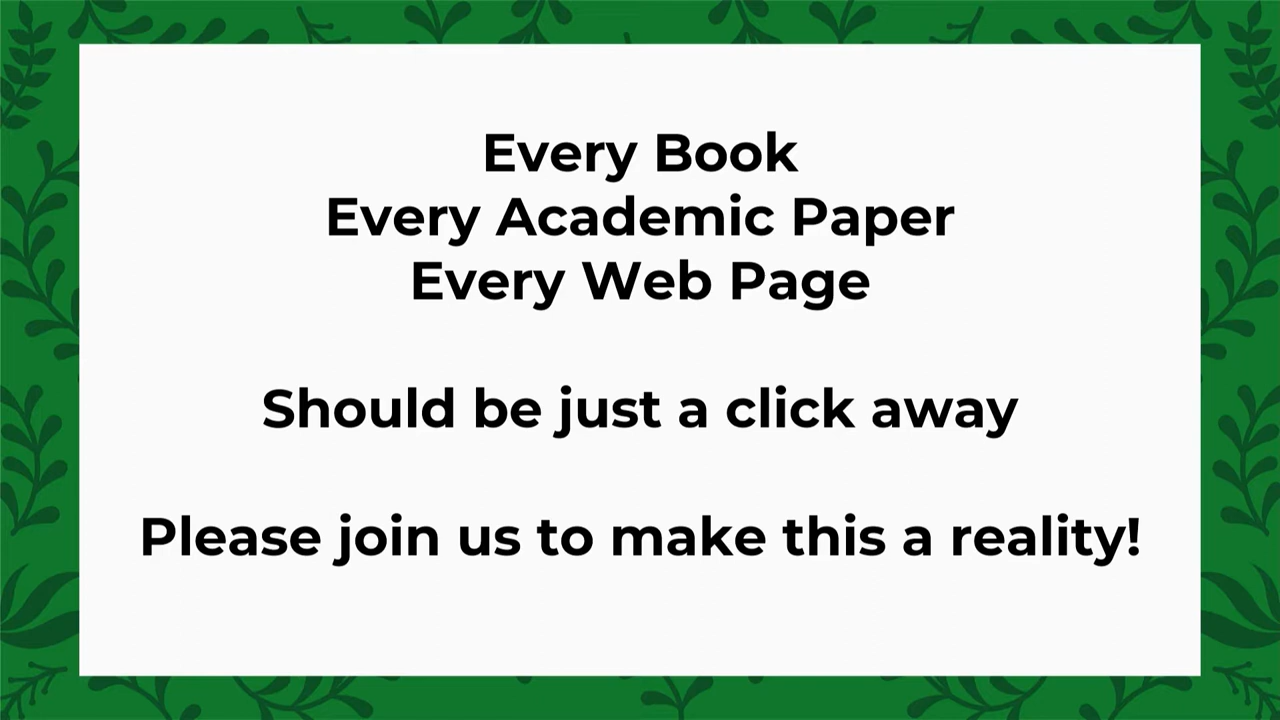 Every Book
Every Academic Paper
Every Web Page
Should be just a click away
Please join us to make this a reality!